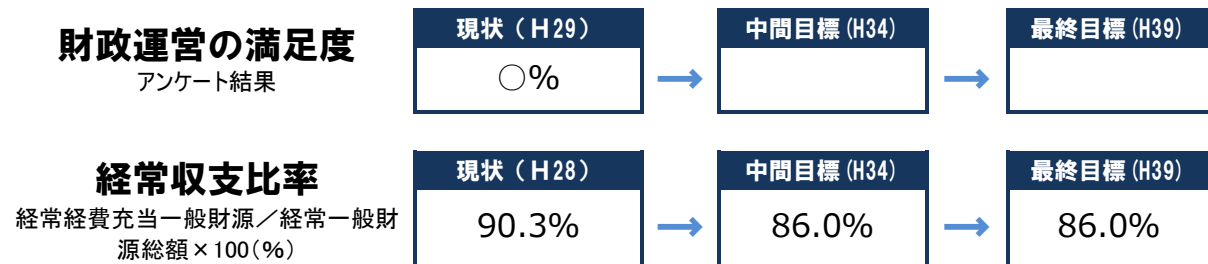 財政運営の満足度
アンケート結果
現状（H29）
中間目標(H34)
最終目標(H39)
○%
→
→
経常収支比率
経常経費充当一般財源／経常一般財
源総額×100(%)
現状（H28）
中間目標(H34)
最終目標(H39)
90.3%
→
86.0%
→
86.0%